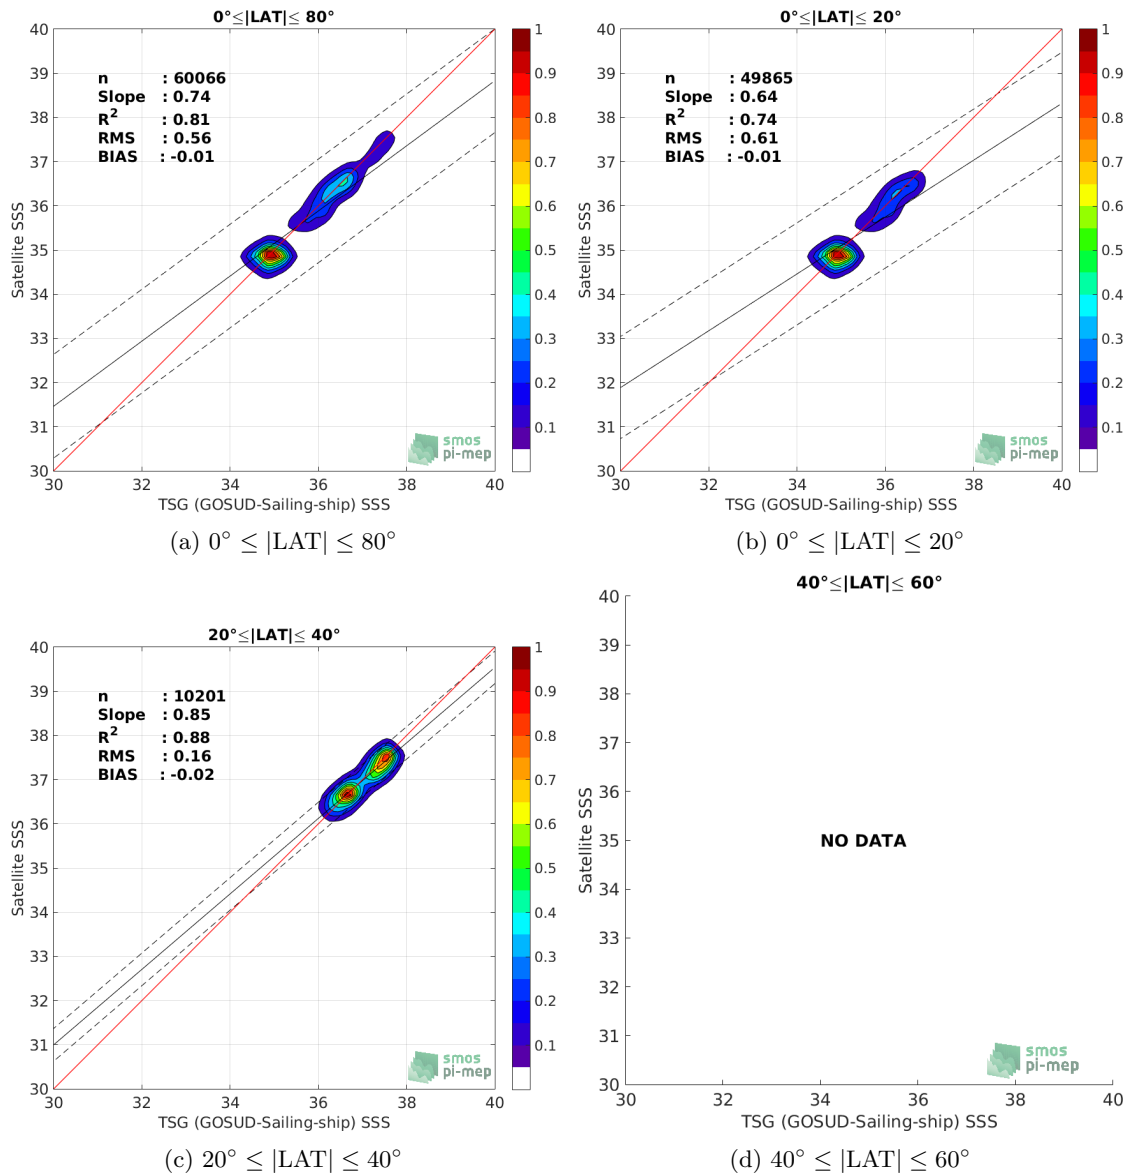 0°≤|LAT|≤ 80°
40
39
38
37
36
35
34
33
32
31
30
Satellite SSS
n : 60066
Slope : 0.74
R2 : 0.81
RMS : 0.56
BIAS : -0.01
smos
pi-mep
30 32 34 36 38 40
TSG (GOSUD-Sailing-ship) SSS
1
0.9
0.8
0.7
0.6
0.5
0.4
0.3
0.2
0.1
(a) 0° ≤ |LAT| ≤ 80°
0°≤|LAT|≤ 20°
40
39
38
37
36
35
34
33
32
31
30
Satellite SSS
n : 49865
Slope : 0.64
R2 : 0.74
RMS : 0.61
BIAS : -0.01
smos
pi-mep
30 32 34 36 38 40
TSG (GOSUD-Sailing-ship) SSS
1
0.9
0.8
0.7
0.6
0.5
0.4
0.3
0.2
0.1
(b) 0° ≤ |LAT| ≤ 20°
20°≤|LAT|≤ 40°
40
39
38
37
36
35
34
33
32
31
30
Satellite SSS
n : 10201
Slope : 0.85
R2 : 0.88
RMS : 0.16
BIAS : -0.02
smos
pi-mep
30 32 34 36 38 40
TSG (GOSUD-Sailing-ship) SSS
1
0.9
0.8
0.7
0.6
0.5
0.4
0.3
0.2
0.1
(c) 20° ≤ |LAT| ≤ 40°
40°≤|LAT|≤ 60°
40
39
38
37
36
35
34
33
32
31
30
Satellite SSS
NO DATA
smos
pi-mep
30 32 34 36 38 40
TSG (GOSUD-Sailing-ship) SSS
(d) 40° ≤ |LAT| ≤ 60°